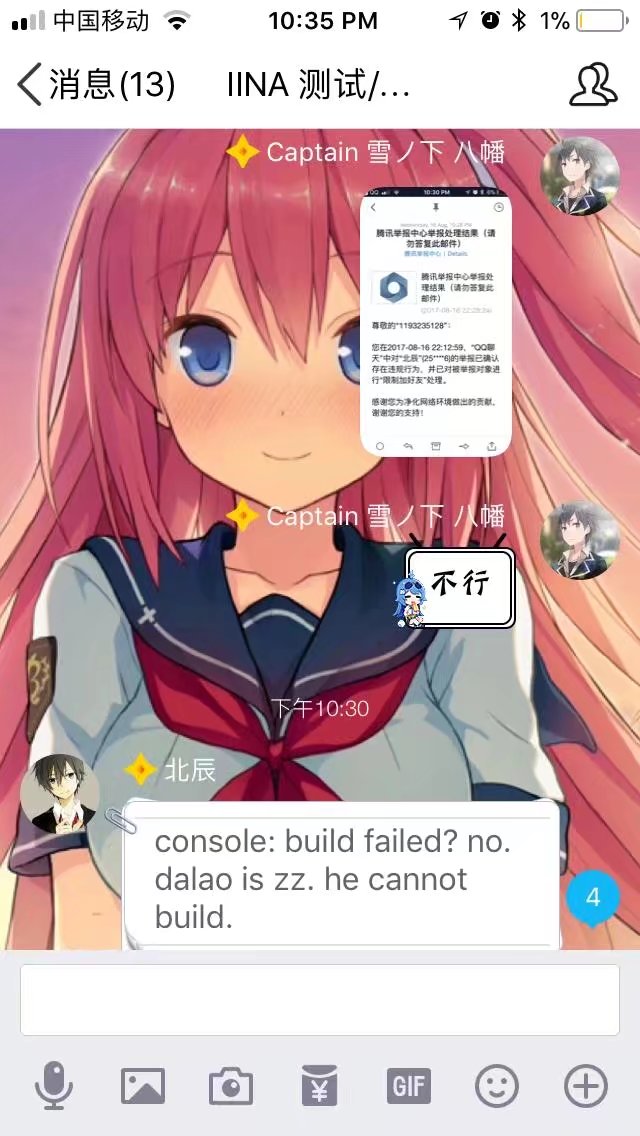 中国移动 10:35 PM 1%
消息(13) IINA 测试/...
Captain 雪ノ下 八幡
10:30 PM
腾讯举报中心举报处理结果（请
勿答复此邮件）
腾讯举报中心 | Details
腾讯举报中心举报处
理结果（请勿答复此
邮件）
(2017-08-16 22:28:24)
尊敬的"1193235128"：
您在2017-08-16 22:12:59，"QQ聊
天"中对"北辰"(25****6)的举报已确认
存在违规行为，并已对被举报对象进
行"限制加好友"处理。
感谢您为净化网络环境做出的贡献，
谢谢您的支持！
Captain 雪ノ下 八幡
不行
下午10:30
北辰
console: build failed? no.
dalao is zz. he cannot
build.
4
GIF